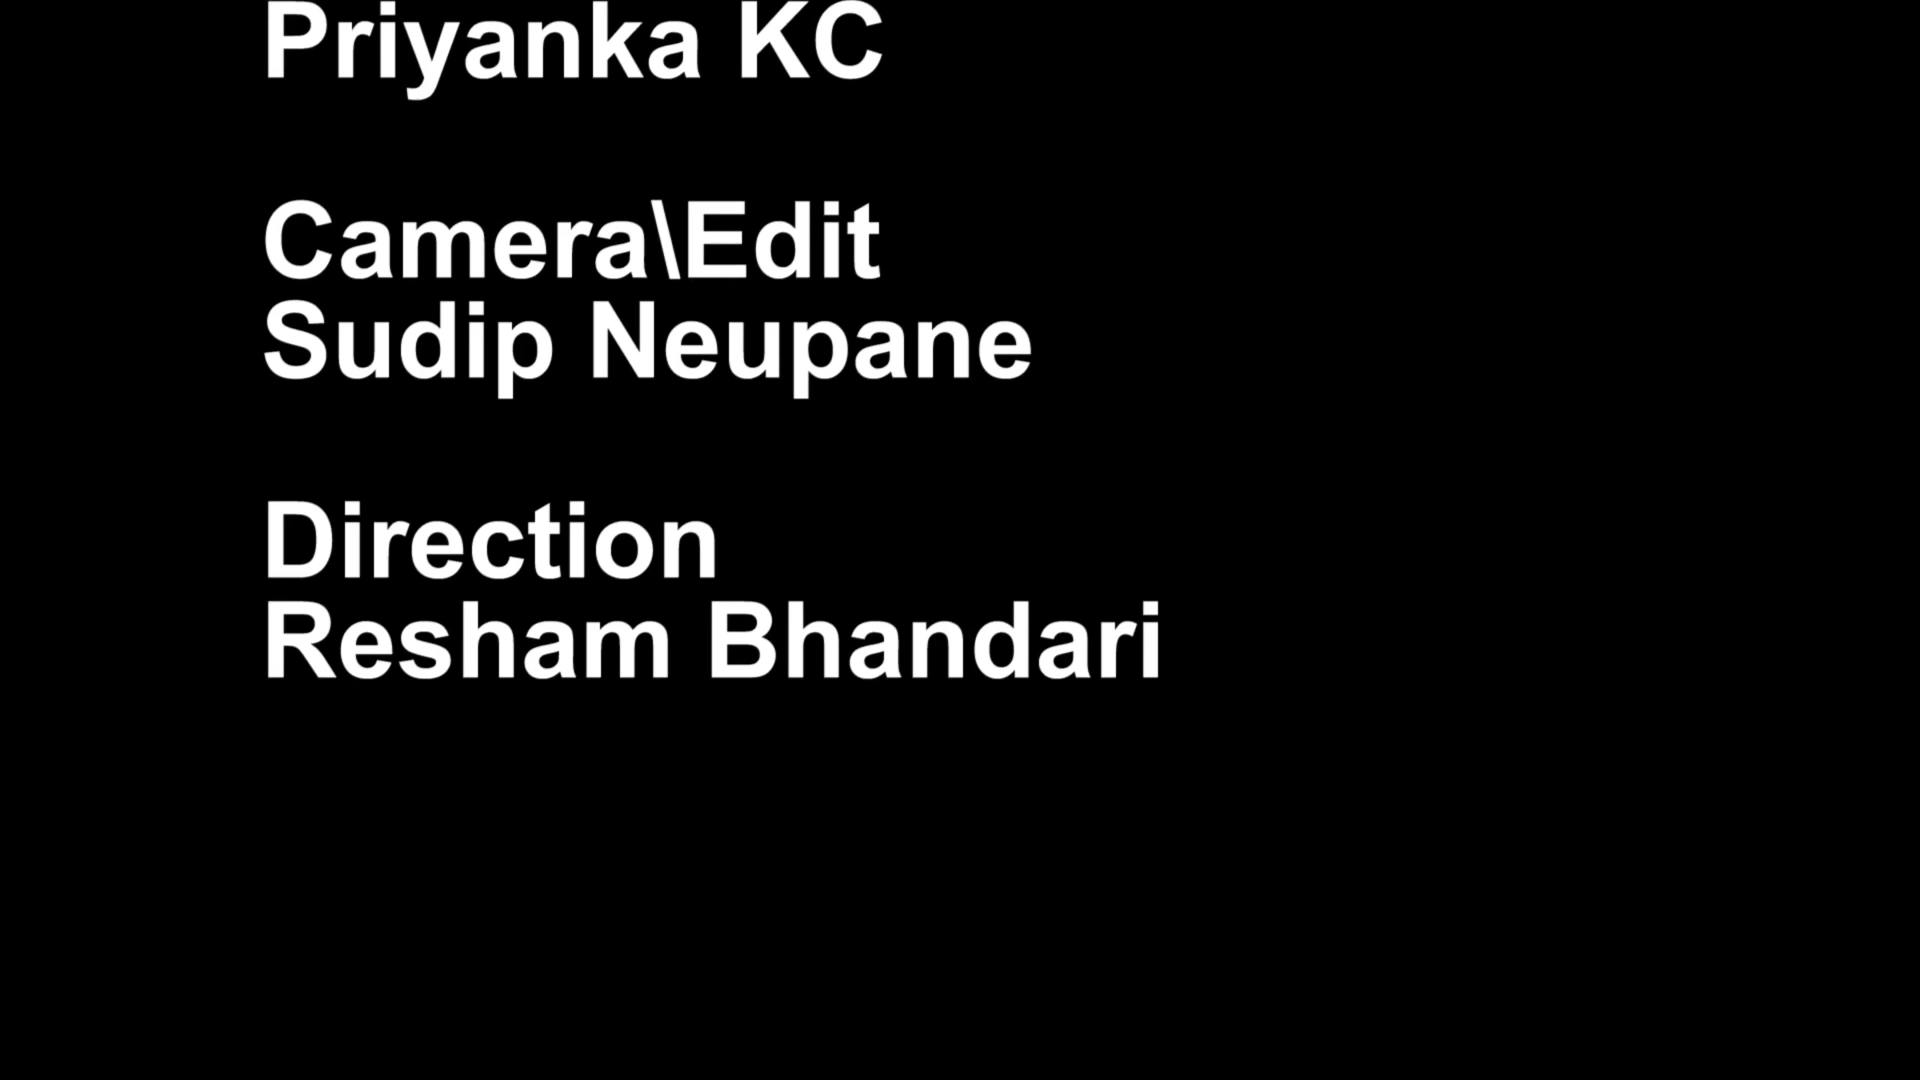 Priyanka KC
Camera\Edit
Sudip Neupane
Direction
Resham Bhandari